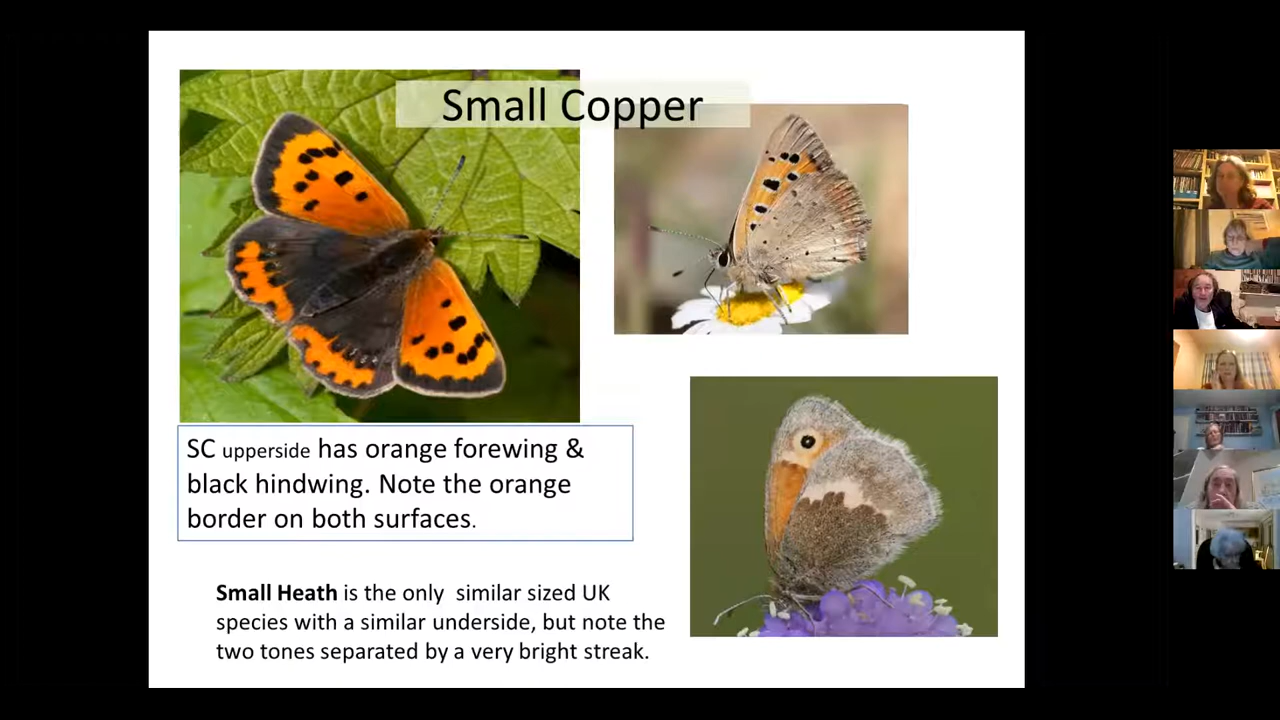 Small Copper
SC upperside has orange forewing &
black hindwing. Note the orange
border on both surfaces.
Small Heath is the only  similar sized UK
species with a similar underside, but note the
two tones separated by a very bright streak.